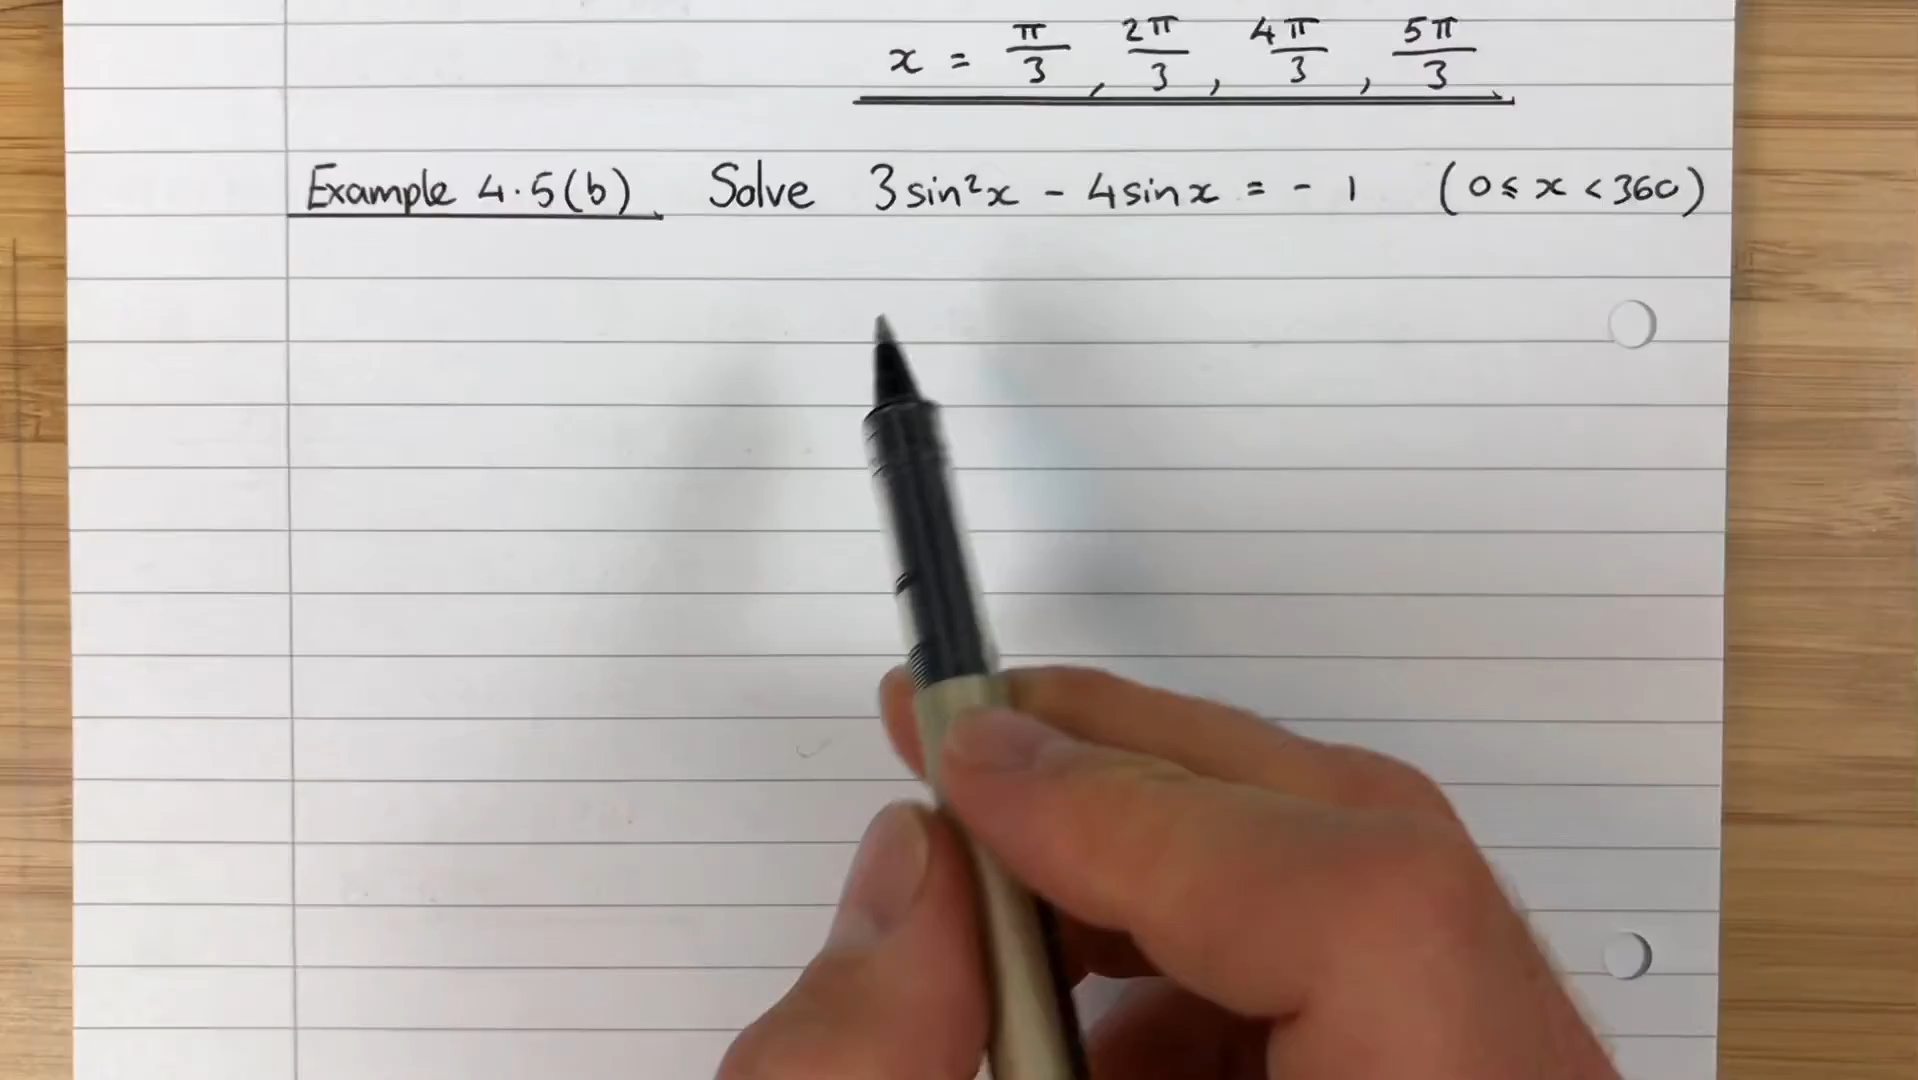 x = π/3 , 2π/3 , 4π/3 , 5π/3
Example 4.5(b) Solve 3sin²x - 4sinx = - 1 (0 ≤ x < 360)